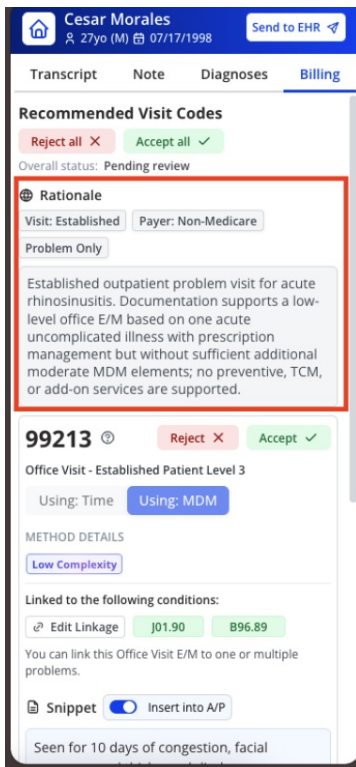 Cesar Morales
27yo (M) 07/17/1998
Send to EHR
Transcript Note Diagnoses Billing
Recommended Visit Codes
Reject all Accept all
Overall status: Pending review
Rationale
Visit: Established Payer: Non-Medicare
Problem Only
Established outpatient problem visit for acute
rhinosinusitis. Documentation supports a low-
level office E/M based on one acute
uncomplicated illness with prescription
management but without sufficient additional
moderate MDM elements; no preventive, TCM,
or add-on services are supported.
99213 Reject Accept
Office Visit - Established Patient Level 3
Using: Time Using: MDM
METHOD DETAILS
Low Complexity
Linked to the following conditions:
Edit Linkage J01.90 B96.89
You can link this Office Visit E/M to one or multiple
problems.
Snippet Insert into A/P
Seen for 10 days of congestion, facial